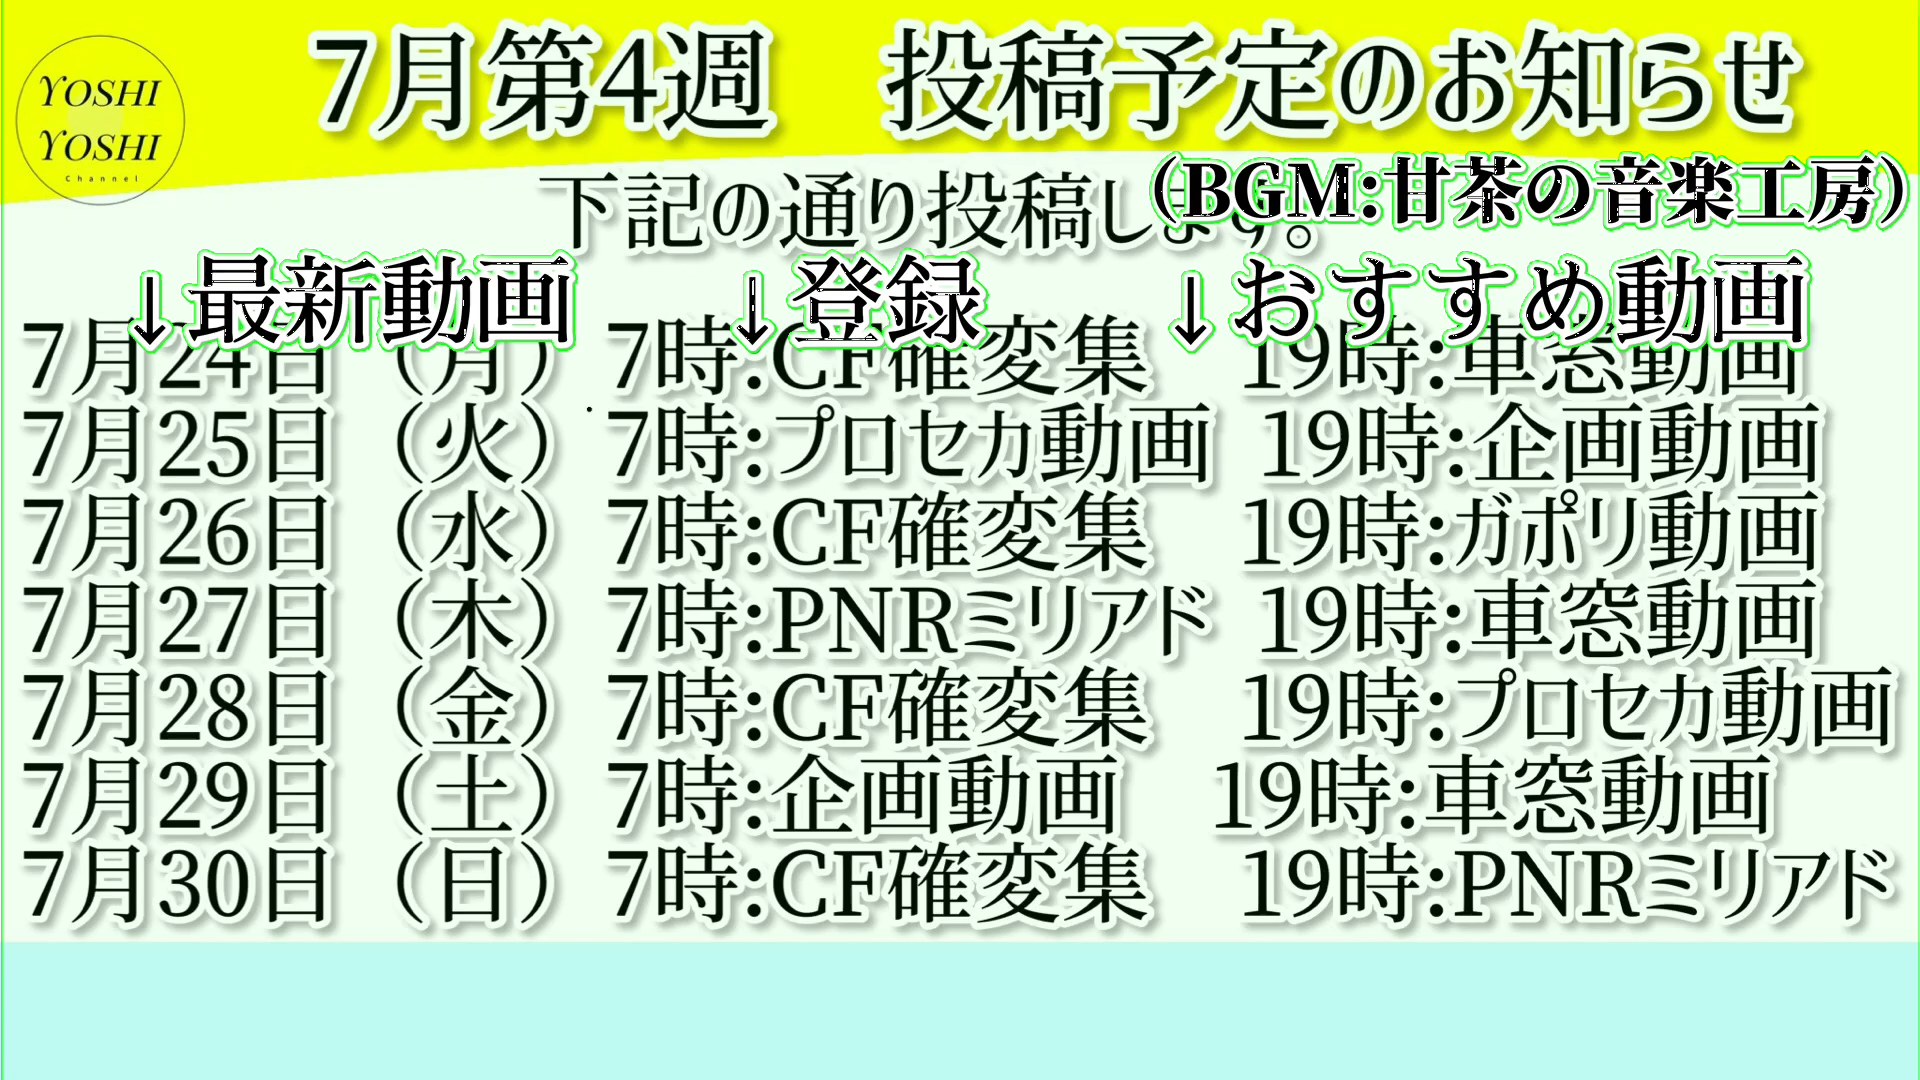 YOSHI
YOSHI
Channel
7月第4週　投稿予定のお知らせ
(BGM:甘茶の音楽工房)
下記の通り投稿します。
↓最新動画　↓登録　↓おすすめ動画
7月24日（月）7時:CF確変集　19時:車窓動画
7月25日（火）7時:プロセカ動画　19時:企画動画
7月26日（水）7時:CF確変集　19時:ガポリ動画
7月27日（木）7時:PNRミリアド　19時:車窓動画
7月28日（金）7時:CF確変集　19時:プロセカ動画
7月29日（土）7時:企画動画　19時:車窓動画
7月30日（日）7時:CF確変集　19時:PNRミリアド